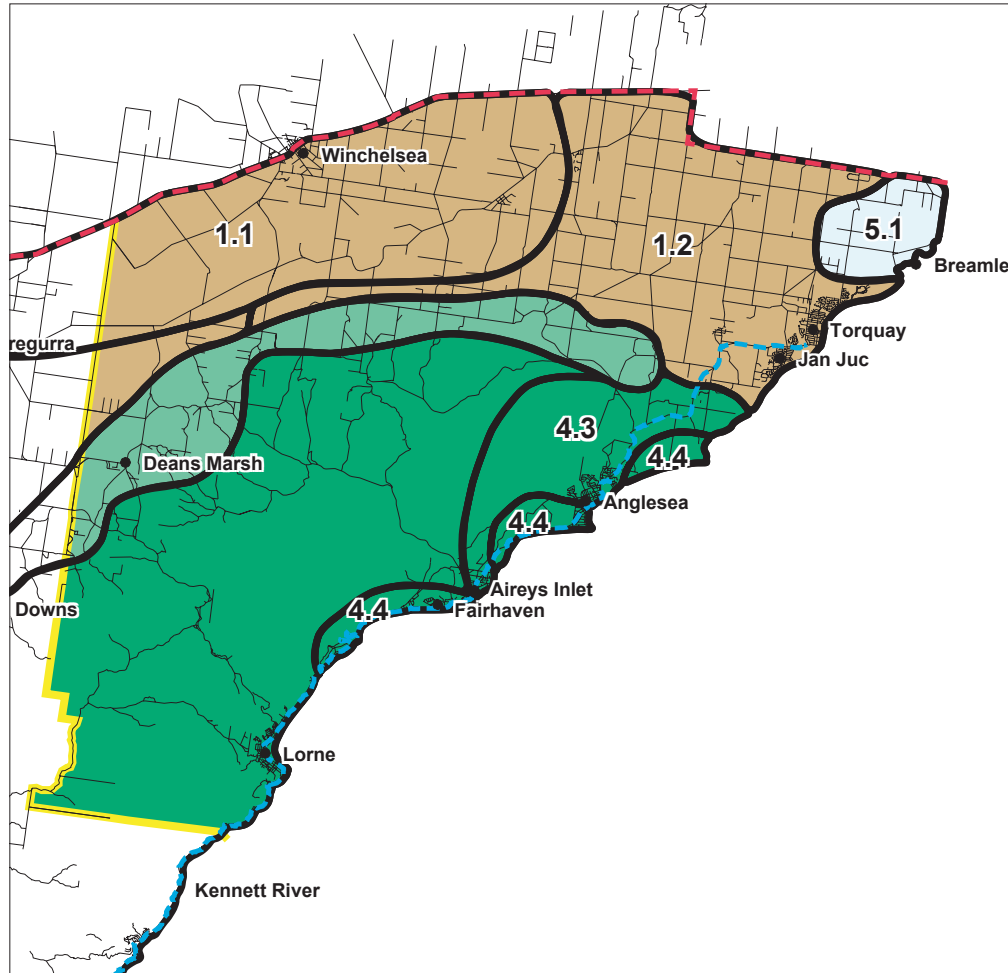 Winchelsea
1.1
1.2
5.1
Breamle
Torquay
regurra
Jan Juc
4.3
4.4
Deans Marsh
Anglesea
4.4
Aireys Inlet
Downs
4.4
Fairhaven
Lorne
Kennett River